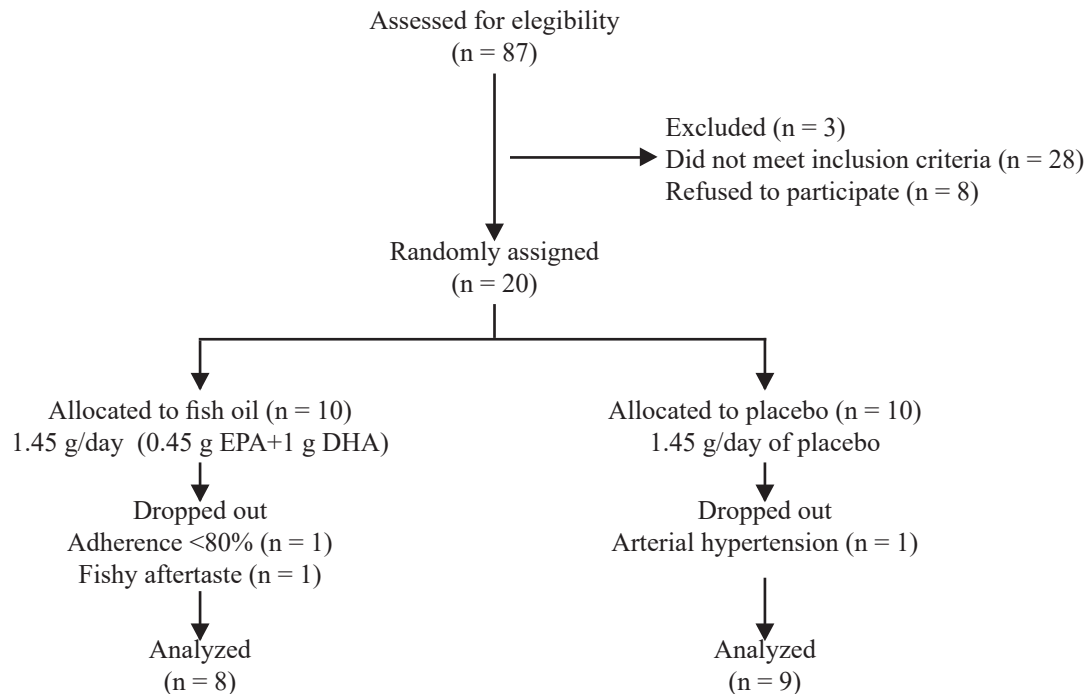 Assessed for elegibility
(n = 87)
Excluded (n = 3)
Did not meet inclusion criteria (n = 28)
Refused to participate (n = 8)
Randomly assigned
(n = 20)
Allocated to fish oil (n = 10)
1.45 g/day (0.45 g EPA+1 g DHA)
Allocated to placebo (n = 10)
1.45 g/day of placebo
Dropped out
Adherence <80% (n = 1)
Fishy aftertaste (n = 1)
Dropped out
Arterial hypertension (n = 1)
Analyzed
(n = 8)
Analyzed
(n = 9)